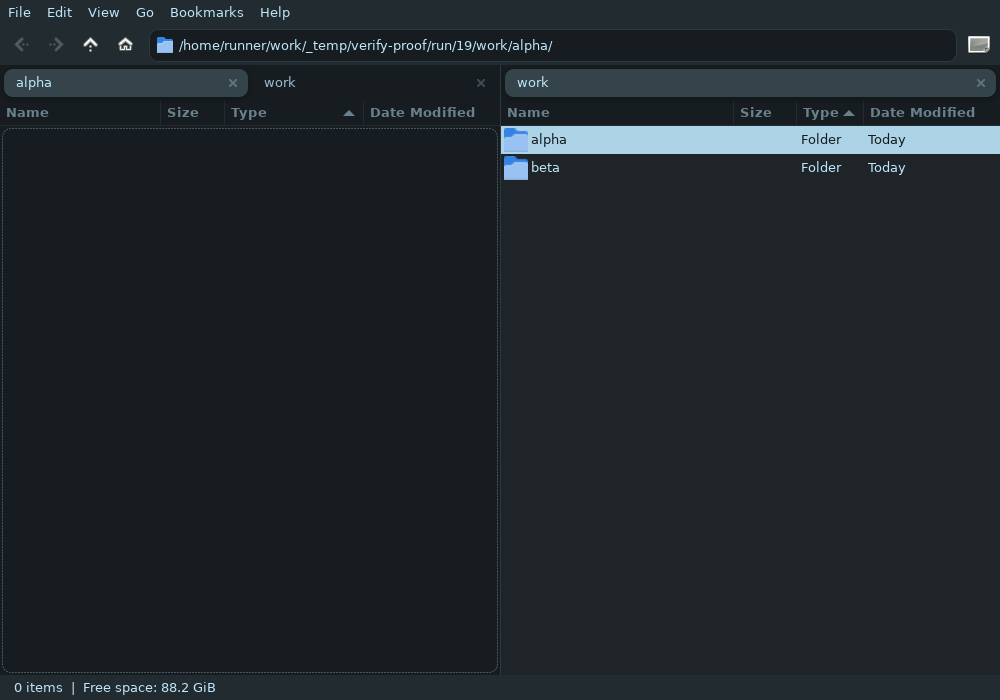 File Edit View Go Bookmarks Help
/home/runner/work/_temp/verify-proof/run/19/work/alpha/
alpha work work
Name Size Type Date Modified Name Size Type Date Modified
alpha Folder Today
beta Folder Today
0 items | Free space: 88.2 GiB